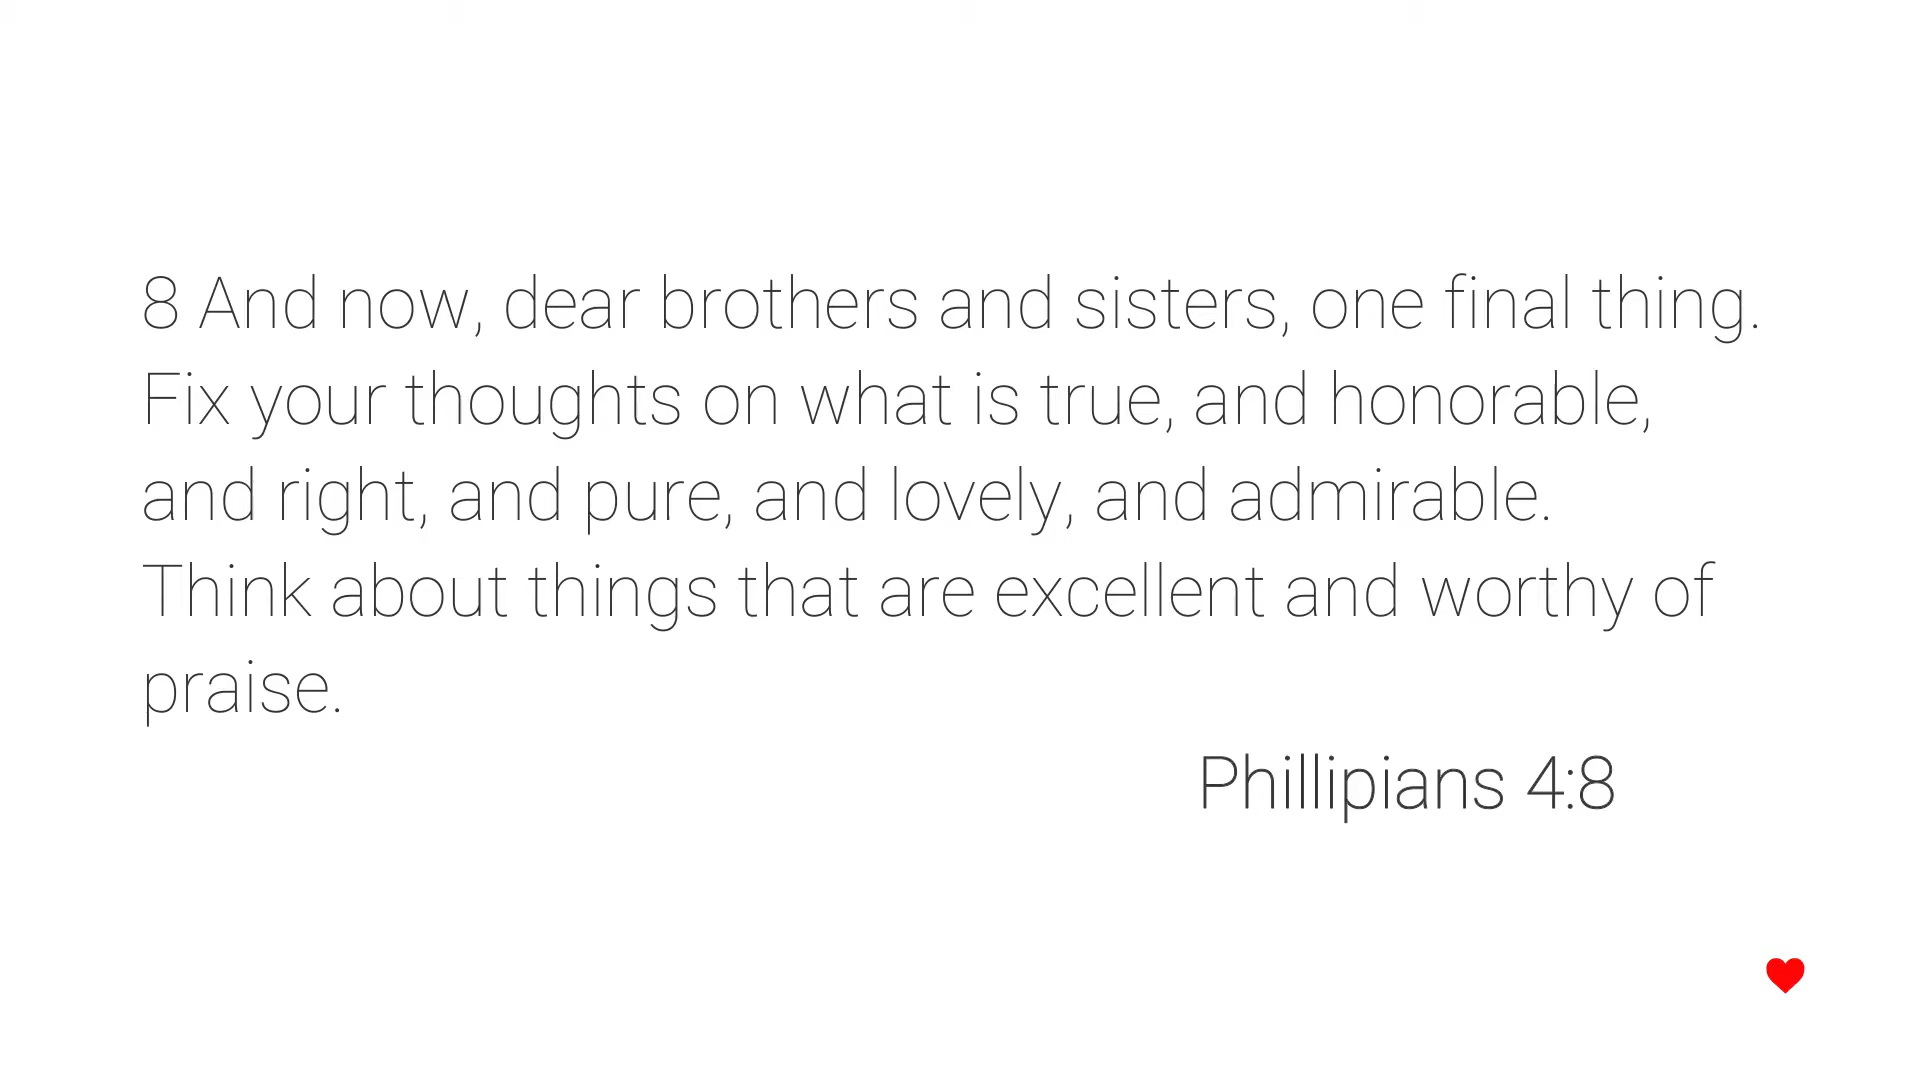 8 And now, dear brothers and sisters, one final thing.
Fix your thoughts on what is true, and honorable,
and right, and pure, and lovely, and admirable.
Think about things that are excellent and worthy of
praise.
Phillipians 4:8